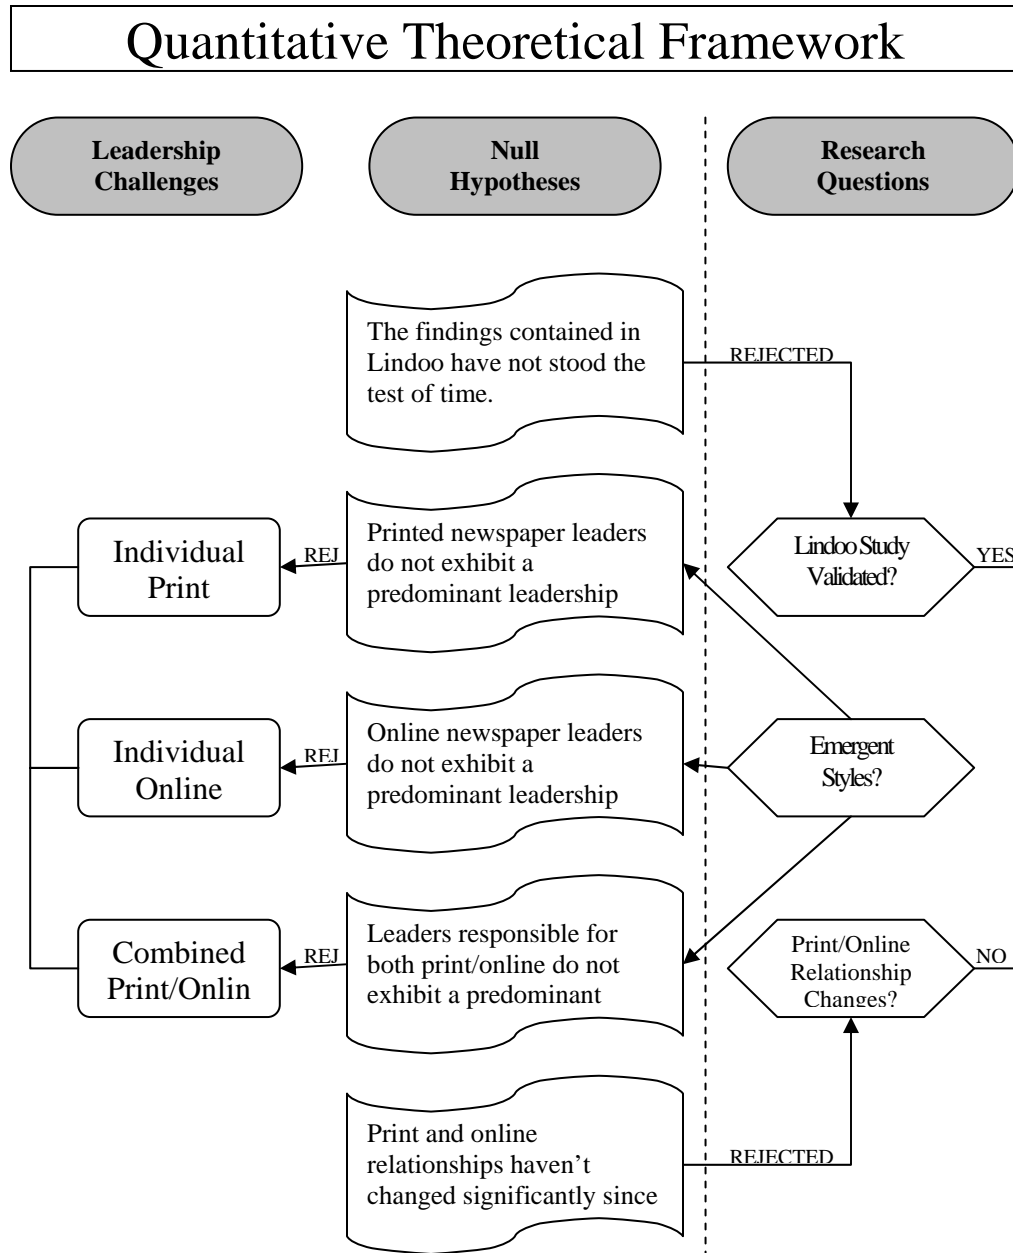 Quantitative Theoretical Framework
Leadership
Challenges
Null
Hypotheses
Research
Questions
The findings contained in
Lindoo have not stood the
test of time.
REJECTED
Individual
Print
REJ
Printed newspaper leaders
do not exhibit a
predominant leadership
Lindoo Study
Validated?
YES
Individual
Online
REJ
Online newspaper leaders
do not exhibit a
predominant leadership
Emergent
Styles?
Combined
Print/Onlin
REJ
Leaders responsible for
both print/online do not
exhibit a predominant
Print/Online
Relationship
Changes?
NO
Print and online
relationships haven't
changed significantly since
REJECTED